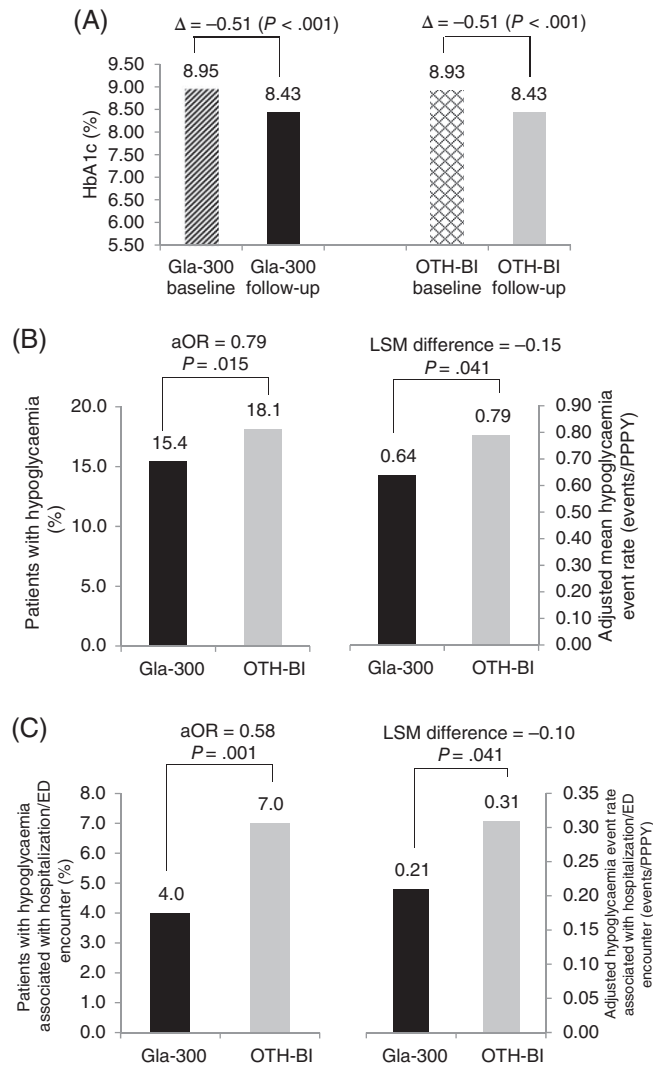 (A)
Δ = –0.51 (P < .001)
Δ = –0.51 (P < .001)
HbA1c (%)
9.50
9.00
8.50
8.00
7.50
7.00
6.50
6.00
5.50
8.95
8.43
8.93
8.43
Gla-300
baseline
Gla-300
follow-up
OTH-BI
baseline
OTH-BI
follow-up
(B)
aOR = 0.79
P = .015
Patients with hypoglycaemia
(%)
20.0
15.0
10.0
5.0
0.0
15.4
18.1
Gla-300
OTH-BI
LSM difference = –0.15
P = .041
0.64
0.79
0.90
0.80
0.70
0.60
0.50
0.40
0.30
0.20
0.10
0.00
Adjusted mean hypoglycaemia
event rate (events/PPPY)
Gla-300
OTH-BI
(C)
aOR = 0.58
P = .001
Patients with hypoglycaemia
associated with hospitalization/ED
encounter (%)
8.0
7.0
6.0
5.0
4.0
3.0
2.0
1.0
0.0
4.0
7.0
Gla-300
OTH-BI
LSM difference = –0.10
P = .041
0.21
0.31
0.35
0.30
0.25
0.20
0.15
0.10
0.05
0.00
Adjusted hypoglycaemia event rate
associated with hospitalization/ED
encounter (events/PPPY)
Gla-300
OTH-BI